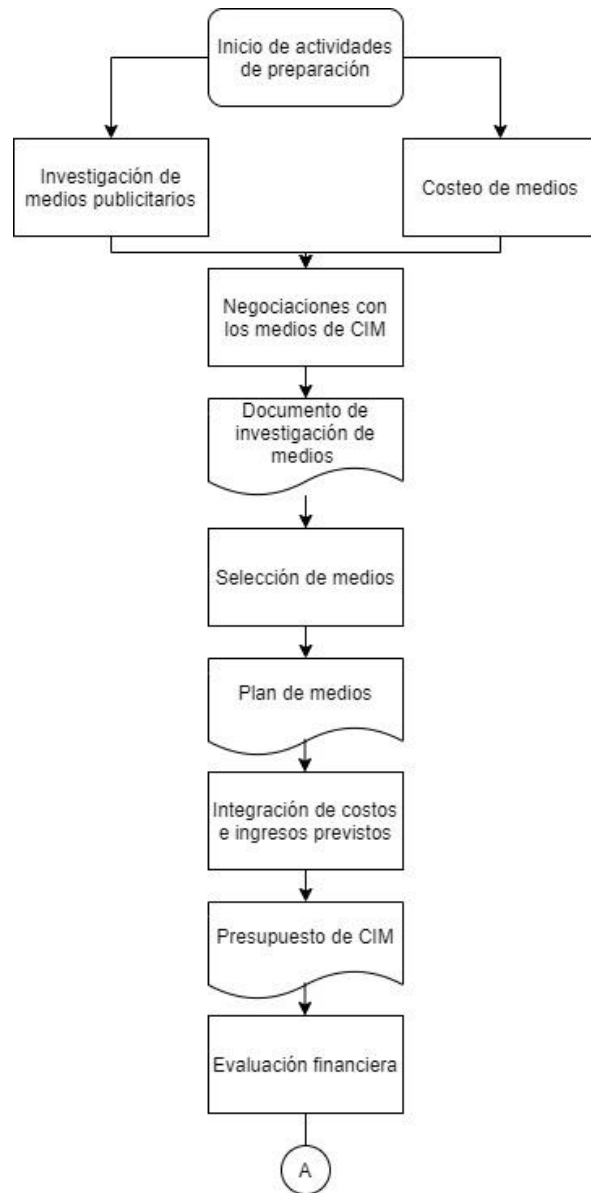 Inicio de actividades
de preparación
Investigación de
medios publicitarios
Costeo de medios
Negociaciones con
los medios de CIM
Documento de
investigación de
medios
Selección de medios
Plan de medios
Integración de costos
e ingresos previstos
Presupuesto de CIM
Evaluación financiera
A